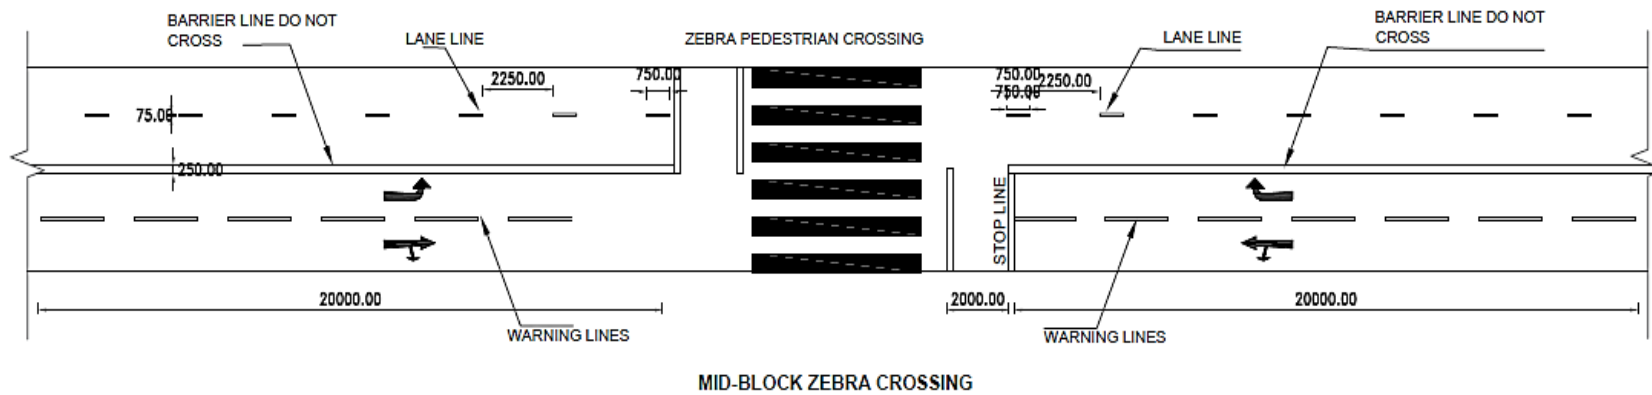 BARRIER LINE DO NOT
CROSS
LANE LINE
ZEBRA PEDESTRIAN CROSSING
LANE LINE
BARRIER LINE DO NOT
CROSS
2250.00
750.00
750.00
2250.00
750.00
75.00
250.00
STOP LINE
20000.00
2000.00
20000.00
WARNING LINES
WARNING LINES
MID-BLOCK ZEBRA CROSSING